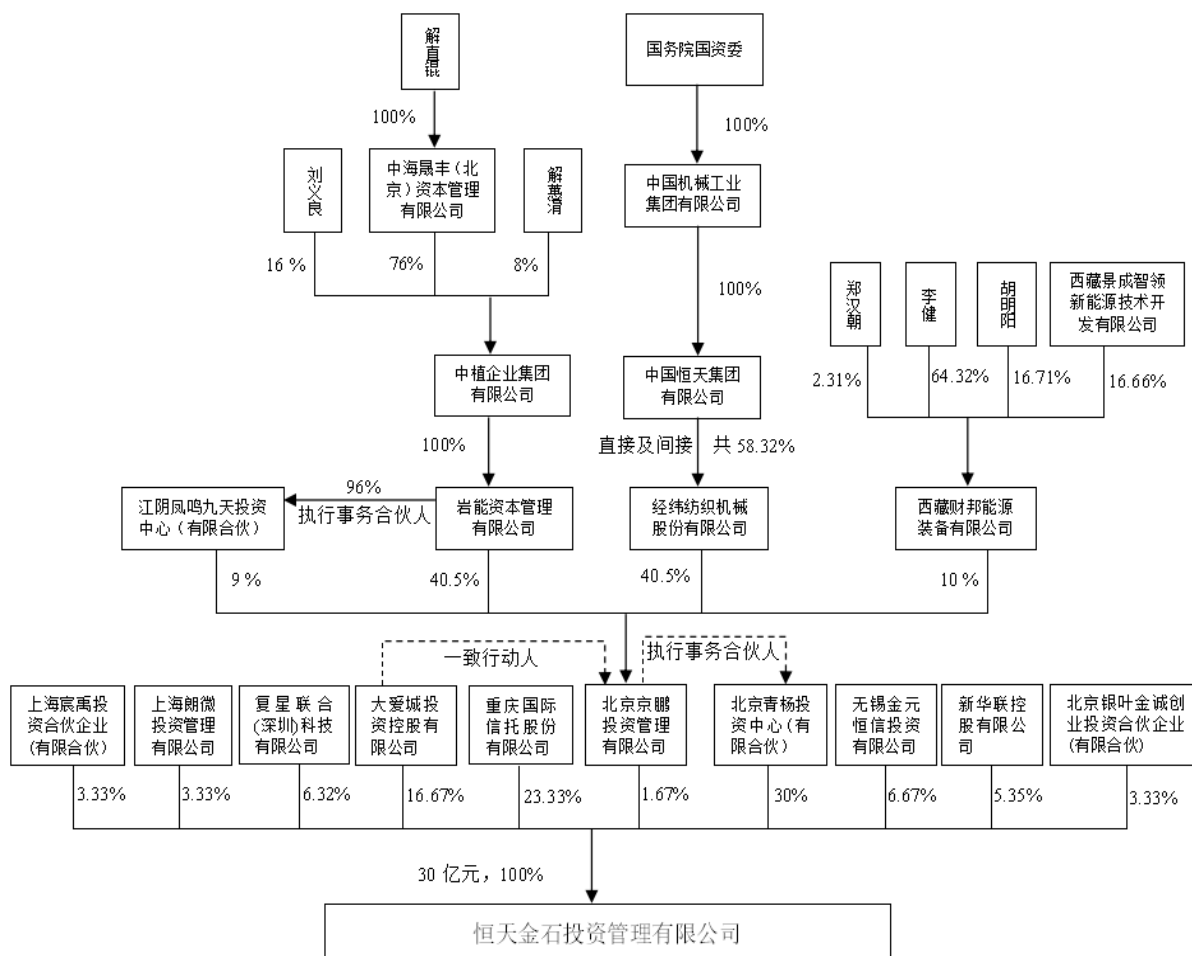 解直锟
国务院国资委
100%
100%
刘义良
中海晟丰（北
京）资本管理
有限公司
解蕙淯
中国机械工业
集团有限公司
16 %
76%
8%
100%
郑汉朝
李健
胡明阳
西藏景成智领
新能源技术开
发有限公司
2.31%
64.32%
16.71%
16.66%
中植企业集团
有限公司
中国恒天集团
有限公司
100%
直接及间接 共 58.32%
江阴凤鸣九天投资
中心（有限合伙）
96%
执行事务合伙人
岩能资本管理
有限公司
经纬纺织机械
股份有限公司
西藏财邦能源
装备有限公司
9 %
40.5%
40.5%
10 %
一致行动人
执行事务合伙人
上海宸禹投
资合伙企业
(有限合伙)
上海朗微
投资管理
有限公司
复星联合
(深圳)科技
有限公司
大爱城投
资控股有
限公司
重庆国际
信托股份
有限公司
北京京鹏
投资管理
有限公司
北京青杨投
资中心(有
限合伙）
无锡金元
恒信投资
有限公司
新华联控
股有限公
司
北京银叶金诚创
业投资合伙企业
(有限合伙)
3.33%
3.33%
6.32%
16.67%
23.33%
1.67%
30%
6.67%
5.35%
3.33%
30 亿元，100%
恒天金石投资管理有限公司